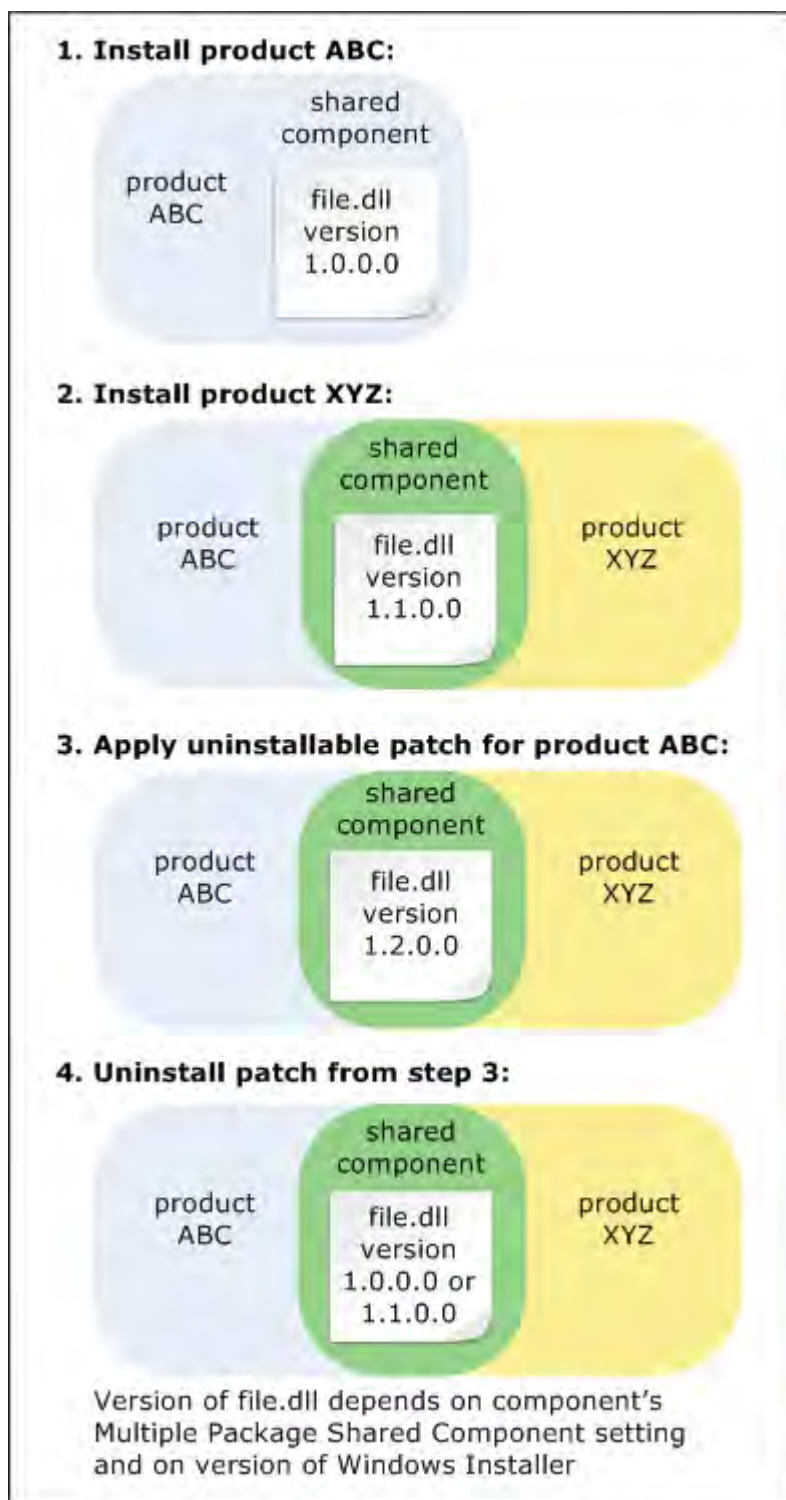 1. Install product ABC:
shared
component
product
ABC
file.dll
version
1.0.0.0
2. Install product XYZ:
shared
component
product
ABC
file.dll
version
1.1.0.0
product
XYZ
3. Apply uninstallable patch for product ABC:
shared
component
product
ABC
file.dll
version
1.2.0.0
product
XYZ
4. Uninstall patch from step 3:
shared
component
product
ABC
file.dll
version
1.0.0.0 or
1.1.0.0
product
XYZ
Version of file.dll depends on component's
Multiple Package Shared Component setting
and on version of Windows Installer